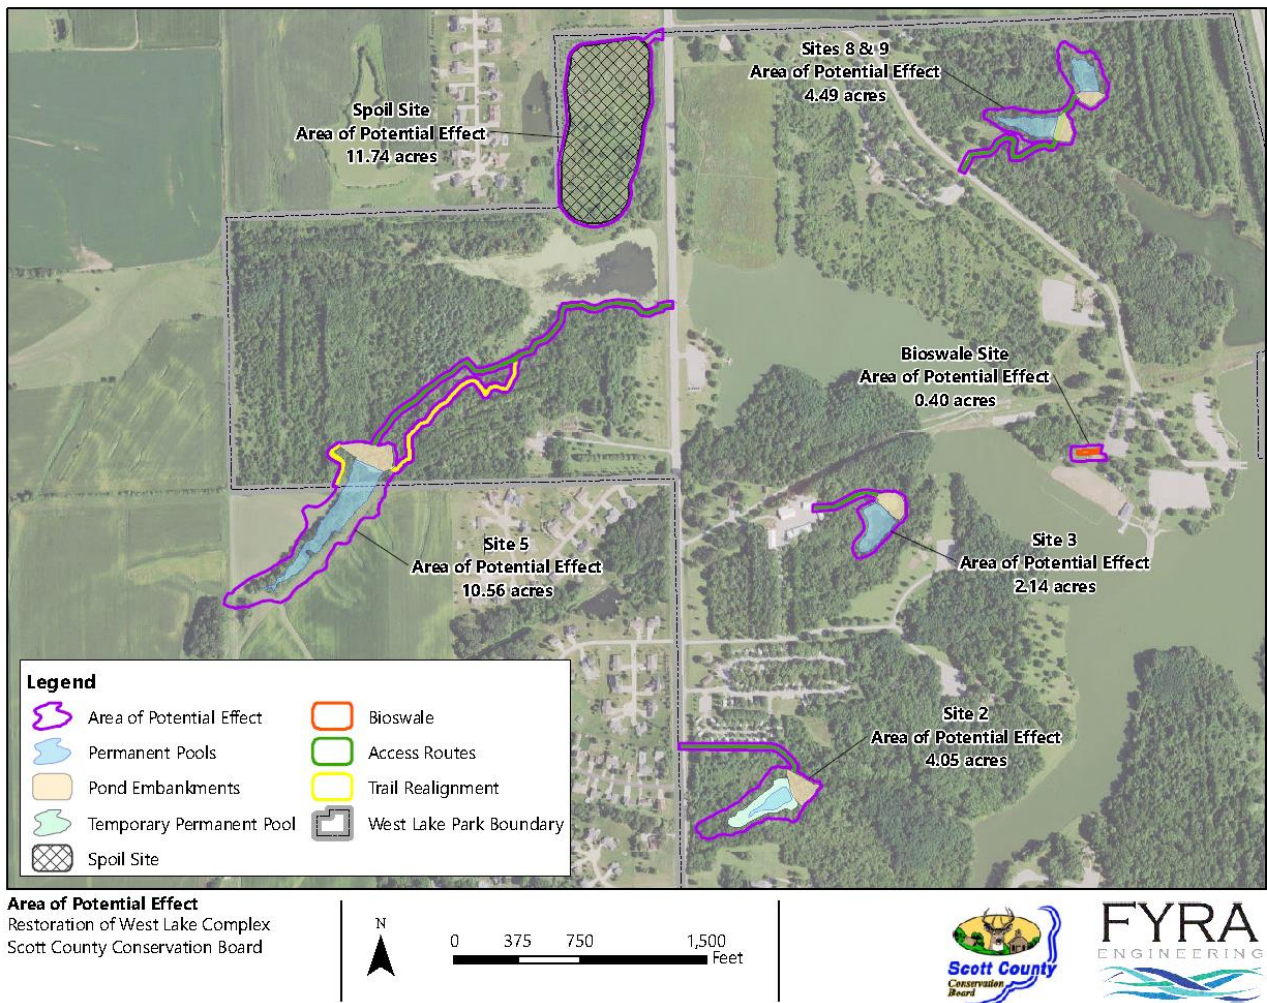 Sites 8 & 9
Area of Potential Effect
4.49 acres
Spoil Site
Area of Potential Effect
11.74 acres
Bioswale Site
Area of Potential Effect
0.40 acres
Site 5
Area of Potential Effect
10.56 acres
Site 3
Area of Potential Effect
2.14 acres
Site 2
Area of Potential Effect
4.05 acres
Legend
Area of Potential Effect
Permanent Pools
Pond Embankments
Temporary Permanent Pool
Spoil Site
Bioswale
Access Routes
Trail Realignment
West Lake Park Boundary
Area of Potential Effect
Restoration of West Lake Complex
Scott County Conservation Board
N
0 375 750 1,500
Feet
Scott County
Conservation
Board
FYRA
ENGINEERING